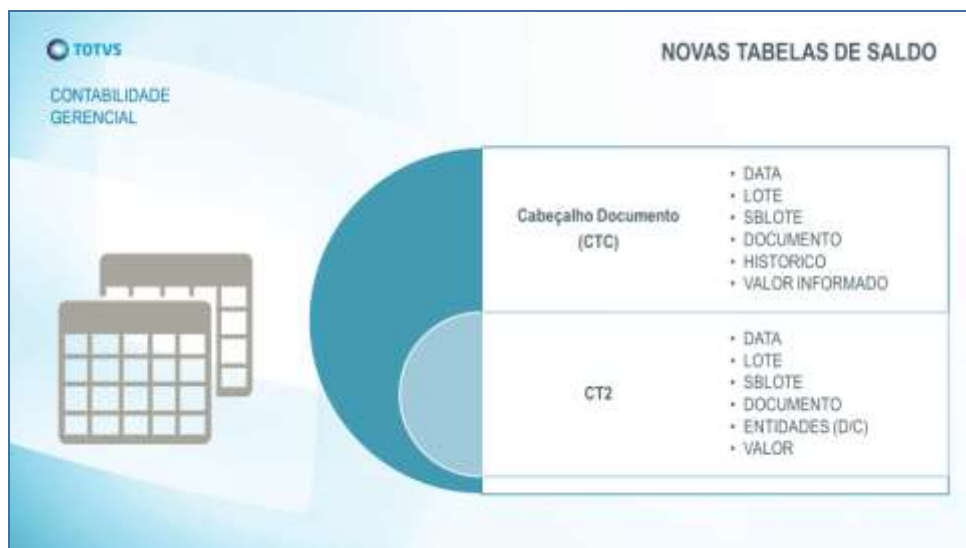 TOTVS
NOVAS TABELAS DE SALDO
CONTABILIDADE
GERENCIAL
Cabeçalho Documento
(CTC)
• DATA
• LOTE
• SBLOTE
• DOCUMENTO
• HISTORICO
• VALOR INFORMADO
CT2
• DATA
• LOTE
• SBLOTE
• DOCUMENTO
• ENTIDADES (D/C)
• VALOR